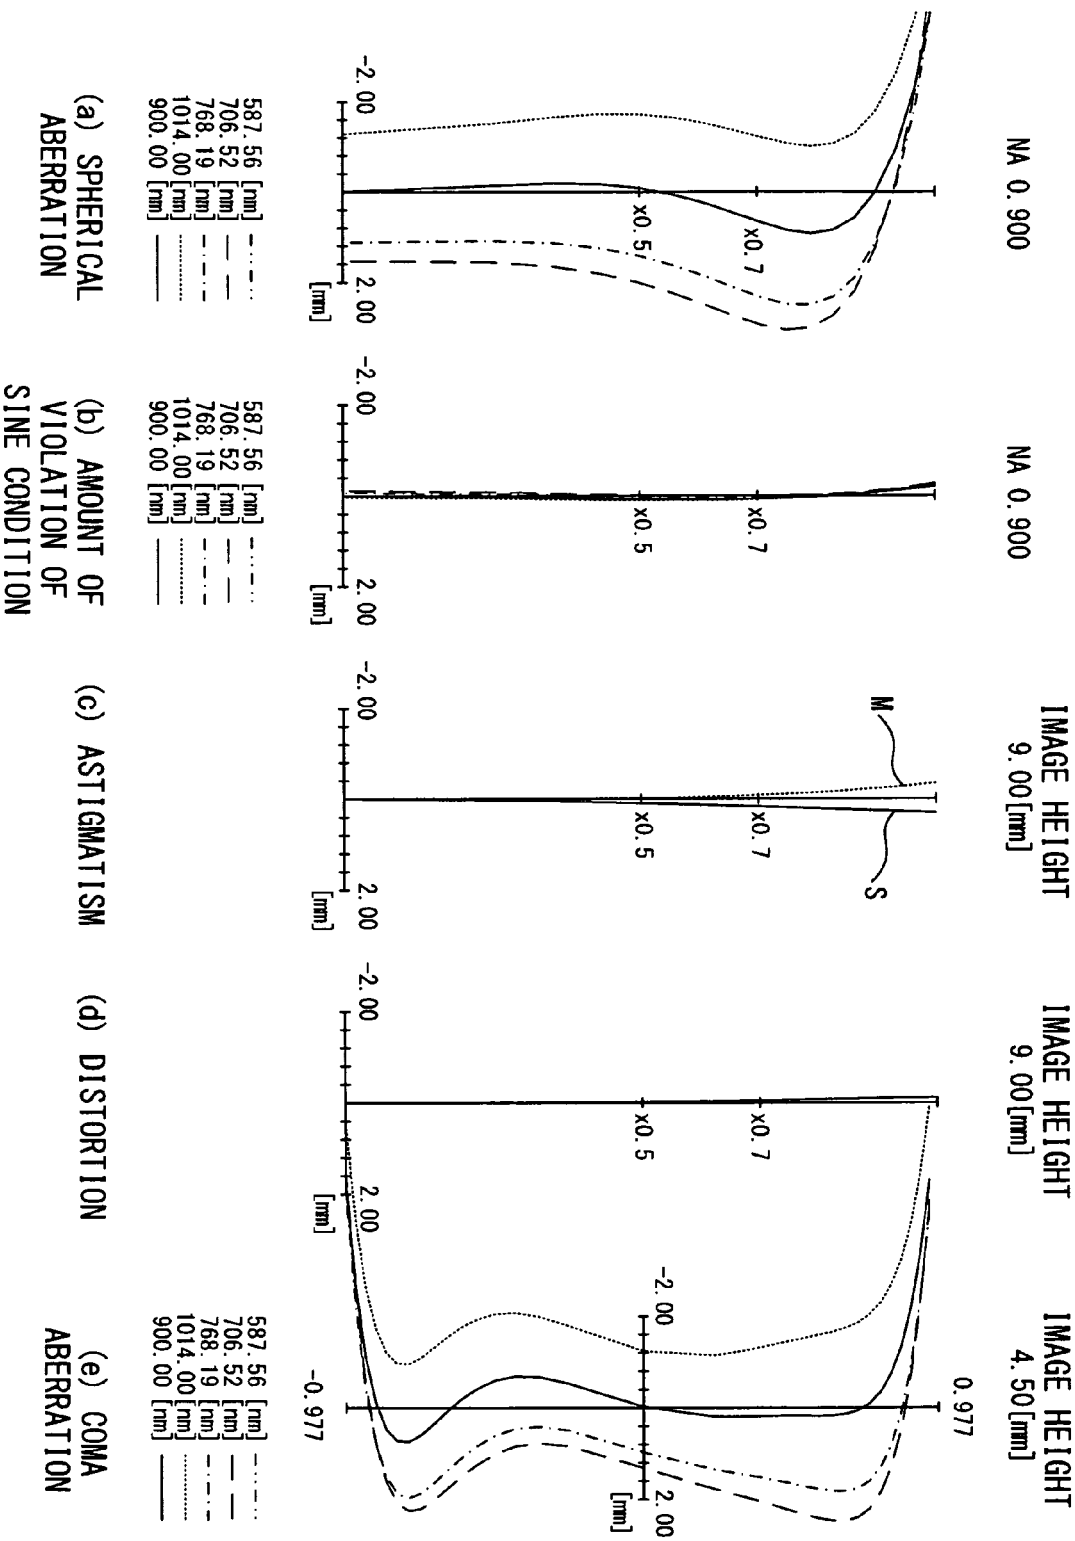 NA 0.900
-2.00
2.00
[mm]
x0.5
x0.7
587.56 [nm]
706.52 [nm]
768.19 [nm]
1014.00 [nm]
900.00 [nm]
(a) SPHERICAL
ABERRATION
NA 0.900
-2.00
2.00
[mm]
x0.5
x0.7
587.56 [nm]
706.52 [nm]
768.19 [nm]
1014.00 [nm]
900.00 [nm]
(b) AMOUNT OF
VIOLATION OF
SINE CONDITION
IMAGE HEIGHT
9.00[mm]
M
S
-2.00
2.00
[mm]
x0.5
x0.7
(c) ASTIGMATISM
IMAGE HEIGHT
9.00[mm]
-2.00
2.00
[mm]
x0.5
x0.7
(d) DISTORTION
IMAGE HEIGHT
4.50[mm]
0.977
-2.00
2.00
[mm]
-0.977
587.56 [nm]
706.52 [nm]
768.19 [nm]
1014.00 [nm]
900.00 [nm]
(e) COMA
ABERRATION